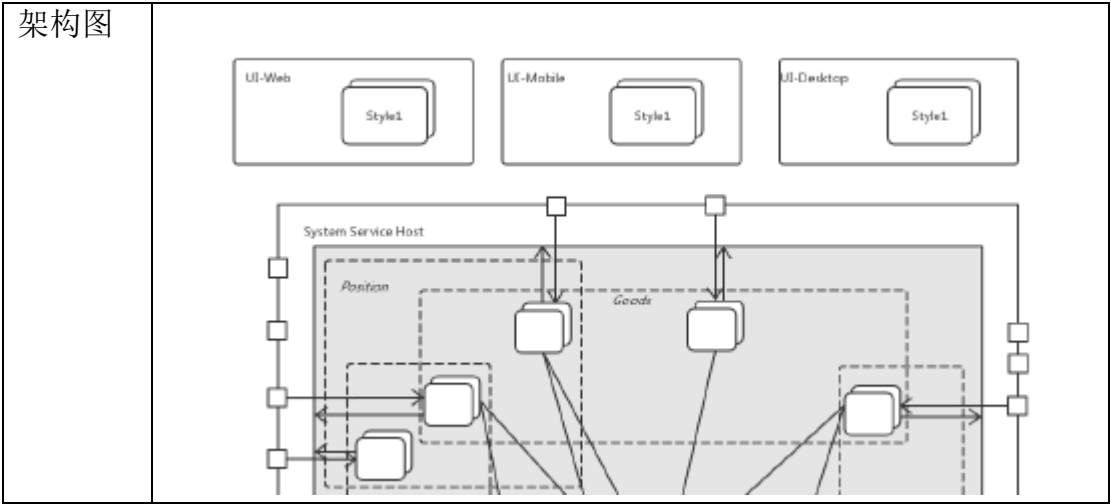 架构图
UI-Web
Style1
UI-Mobile
Style1
UI-Desktop
Style1
System Service Host
Position
Goods